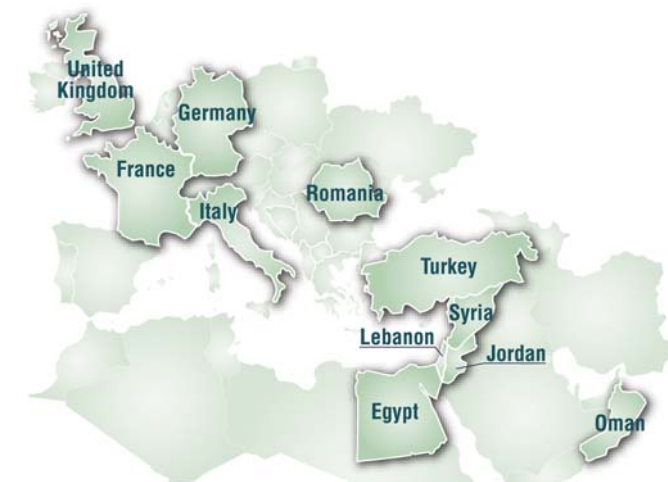 United
Kingdom
Germany
France
Romania
Italy
Turkey
Syria
Lebanon
Jordan
Egypt
Oman